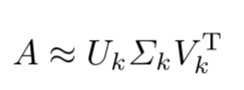 A ≈ U_k Σ_k V_k^T